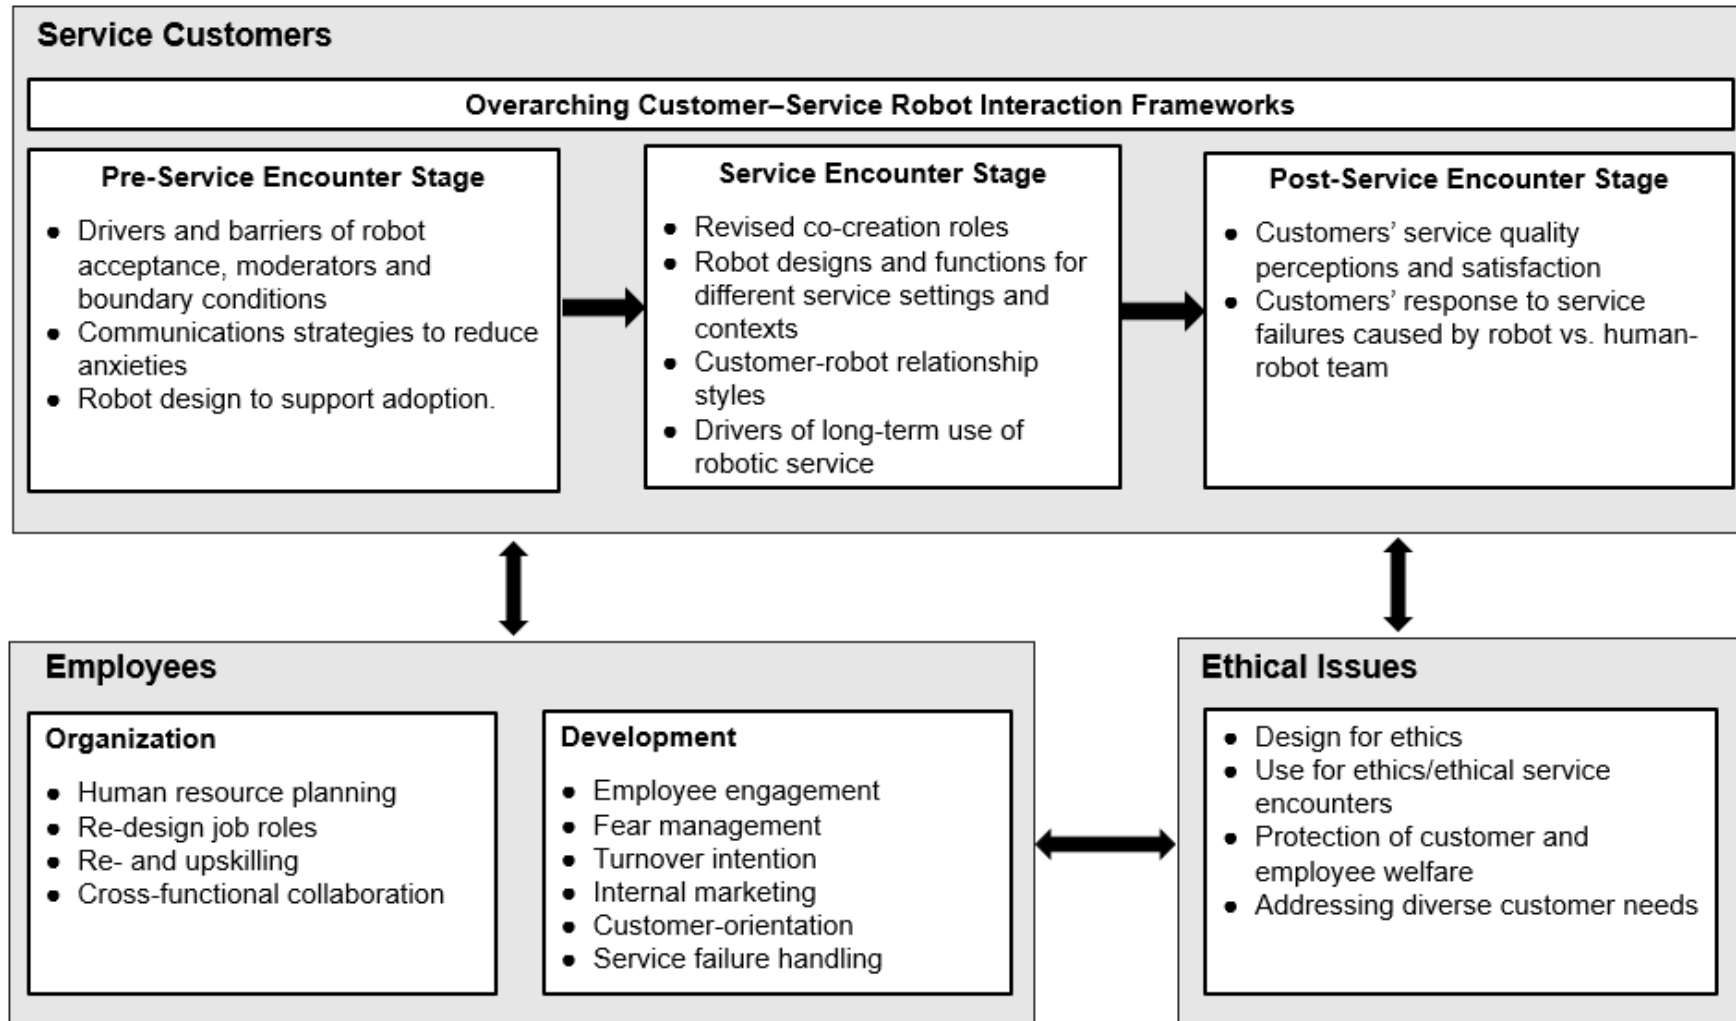 Service Customers
Overarching Customer–Service Robot Interaction Frameworks
Pre-Service Encounter Stage
● Drivers and barriers of robot
acceptance, moderators and
boundary conditions
● Communications strategies to reduce
anxieties
● Robot design to support adoption.
Service Encounter Stage
● Revised co-creation roles
● Robot designs and functions for
different service settings and
contexts
● Customer-robot relationship
styles
● Drivers of long-term use of
robotic service
Post-Service Encounter Stage
● Customers’ service quality
perceptions and satisfaction
● Customers’ response to service
failures caused by robot vs. human-
robot team
Employees
Organization
● Human resource planning
● Re-design job roles
● Re- and upskilling
● Cross-functional collaboration
Development
● Employee engagement
● Fear management
● Turnover intention
● Internal marketing
● Customer-orientation
● Service failure handling
Ethical Issues
● Design for ethics
● Use for ethics/ethical service
encounters
● Protection of customer and
employee welfare
● Addressing diverse customer needs